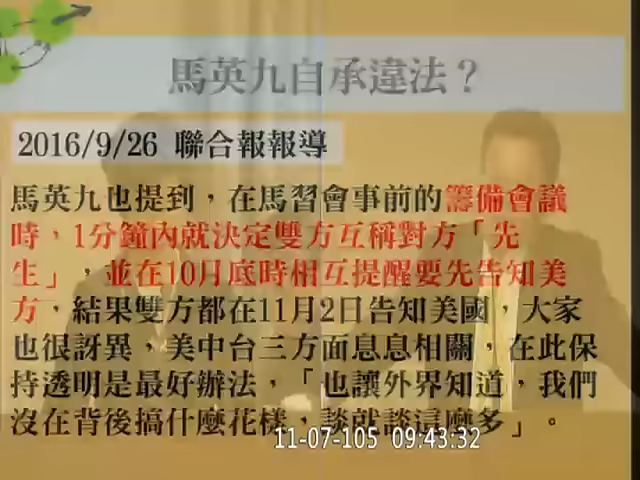 馬英九自承違法？
2016/9/26 聯合報報導
馬英九也提到，在馬習會事前的籌備會議
時，1分鐘內就決定雙方互稱對方「先
生」，並在10月底時相互提醒要先告知美
方，結果雙方都在11月2日告知美國，大家
也很訝異，美中台三方面息息相關，在此保
持透明是最好辦法，「也讓外界知道，我們
沒在背後搞什麼花樣，談就談這麼多」。
11-07-105 09:43:32